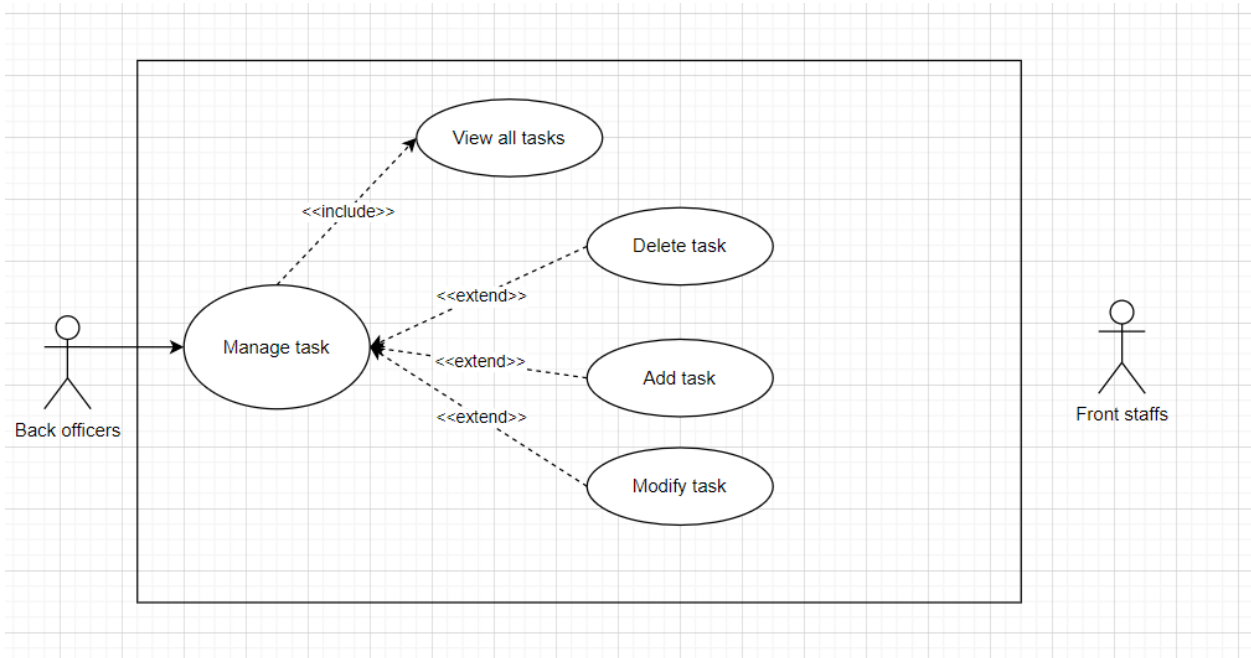 View all tasks
<<include>>
Delete task
<<extend>>
Manage task
<<extend>>
Add task
Front staffs
<<extend>>
Back officers
Modify task